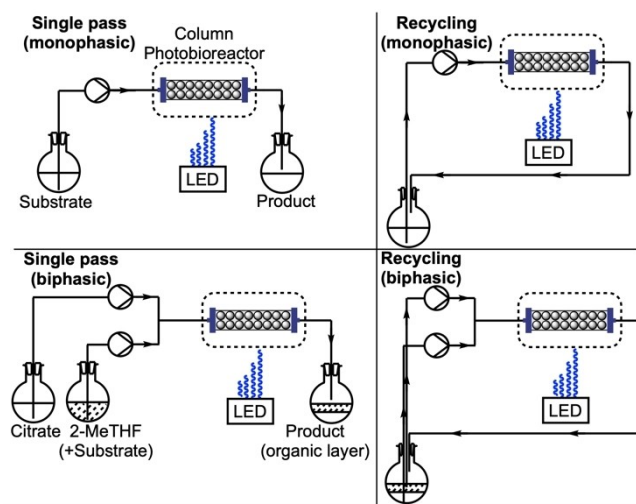 Single pass
(monophasic)
Column
Photobioreactor
LED
Substrate
Product
Recycling
(monophasic)
LED
Single pass
(biphasic)
LED
Citrate
2-MeTHF
(+Substrate)
Product
(organic layer)
Recycling
(biphasic)
LED